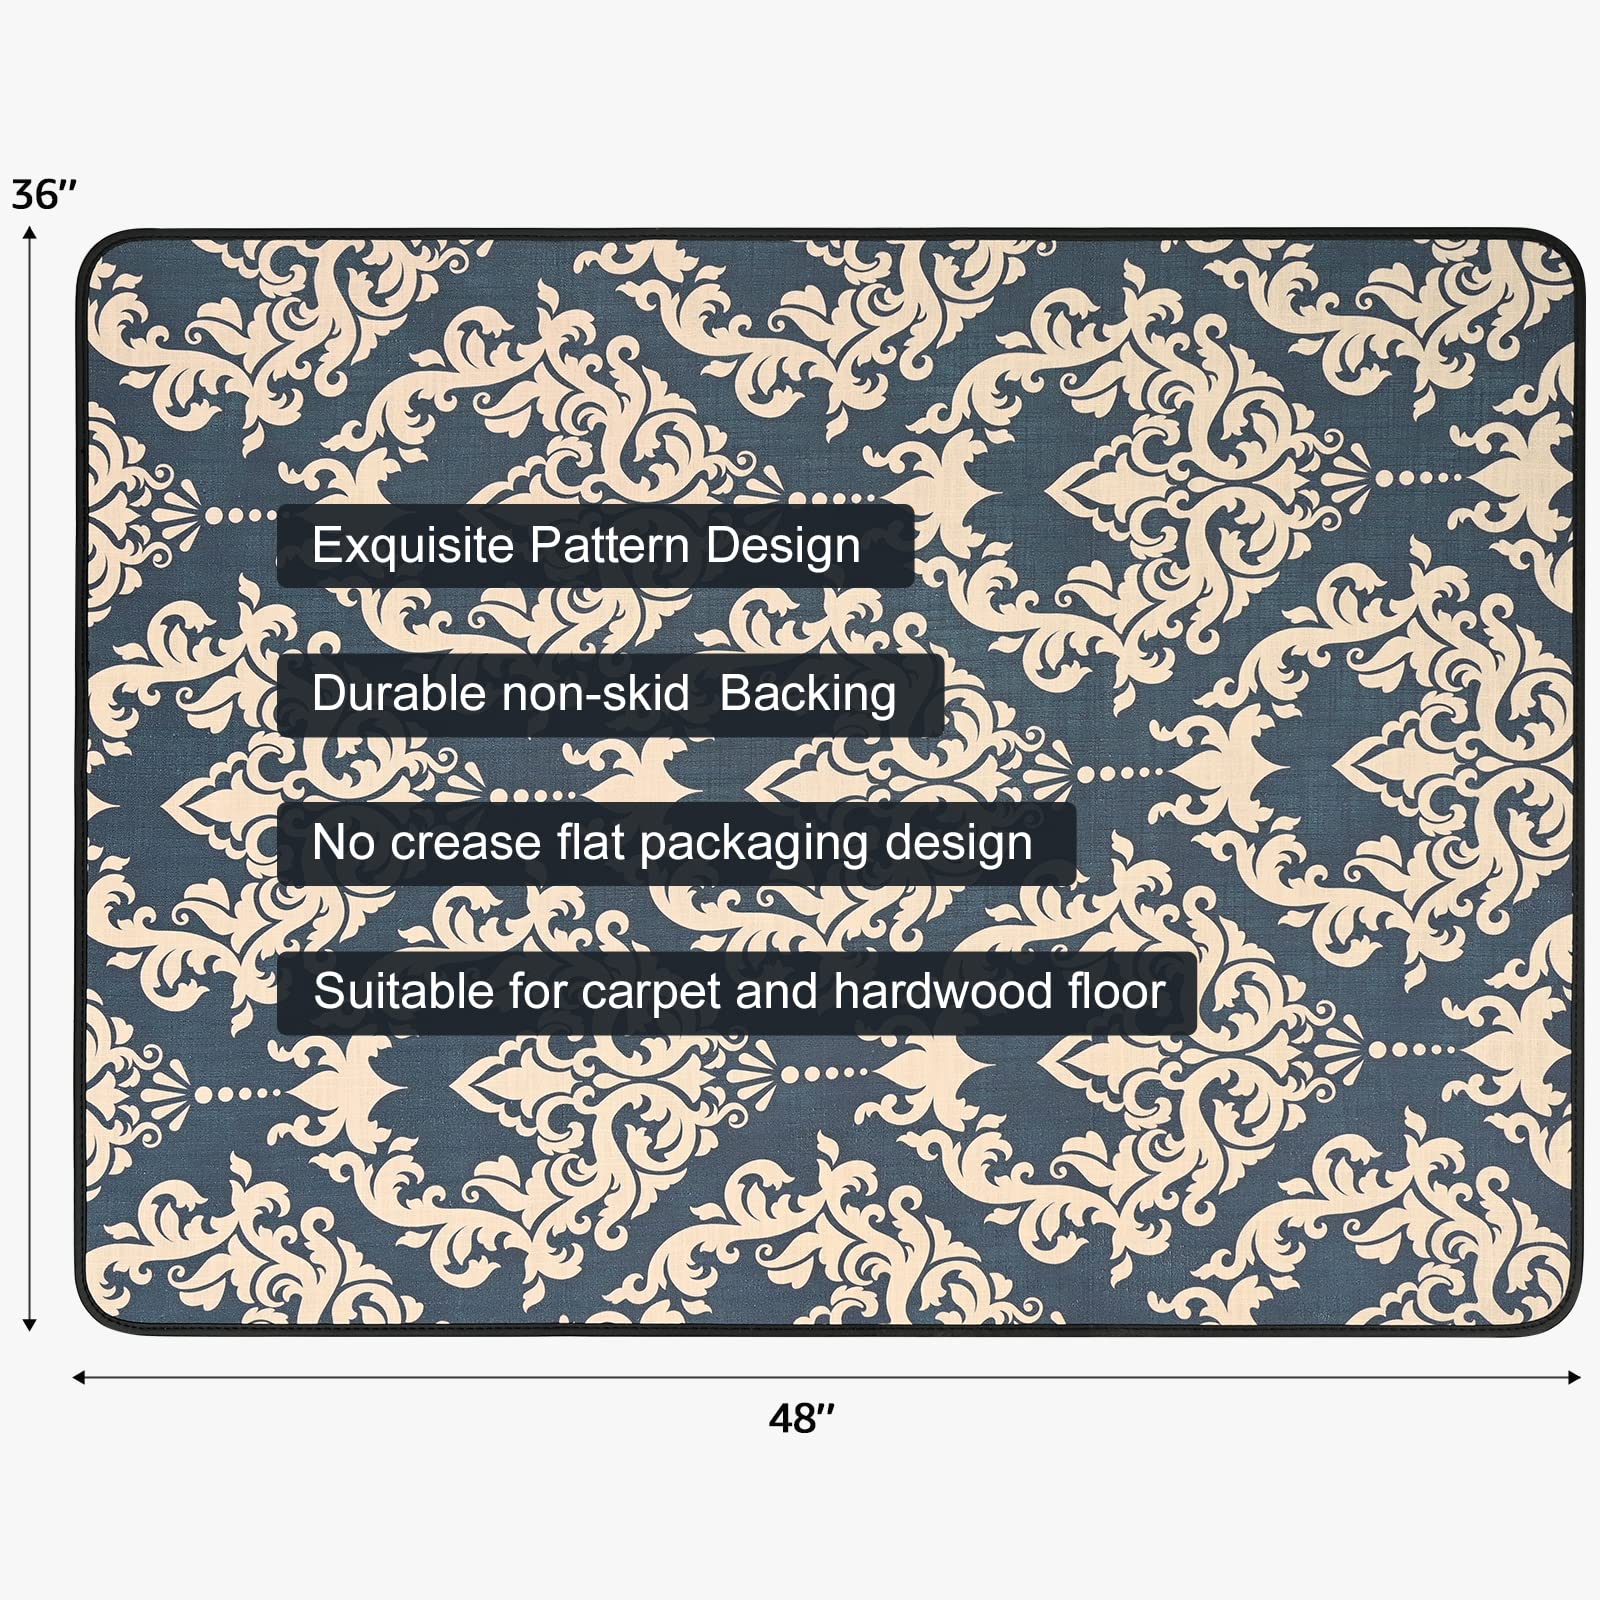 36"
Exquisite Pattern Design
Durable non-skid  Backing
No crease flat packaging design
Suitable for carpet and hardwood floor
48"